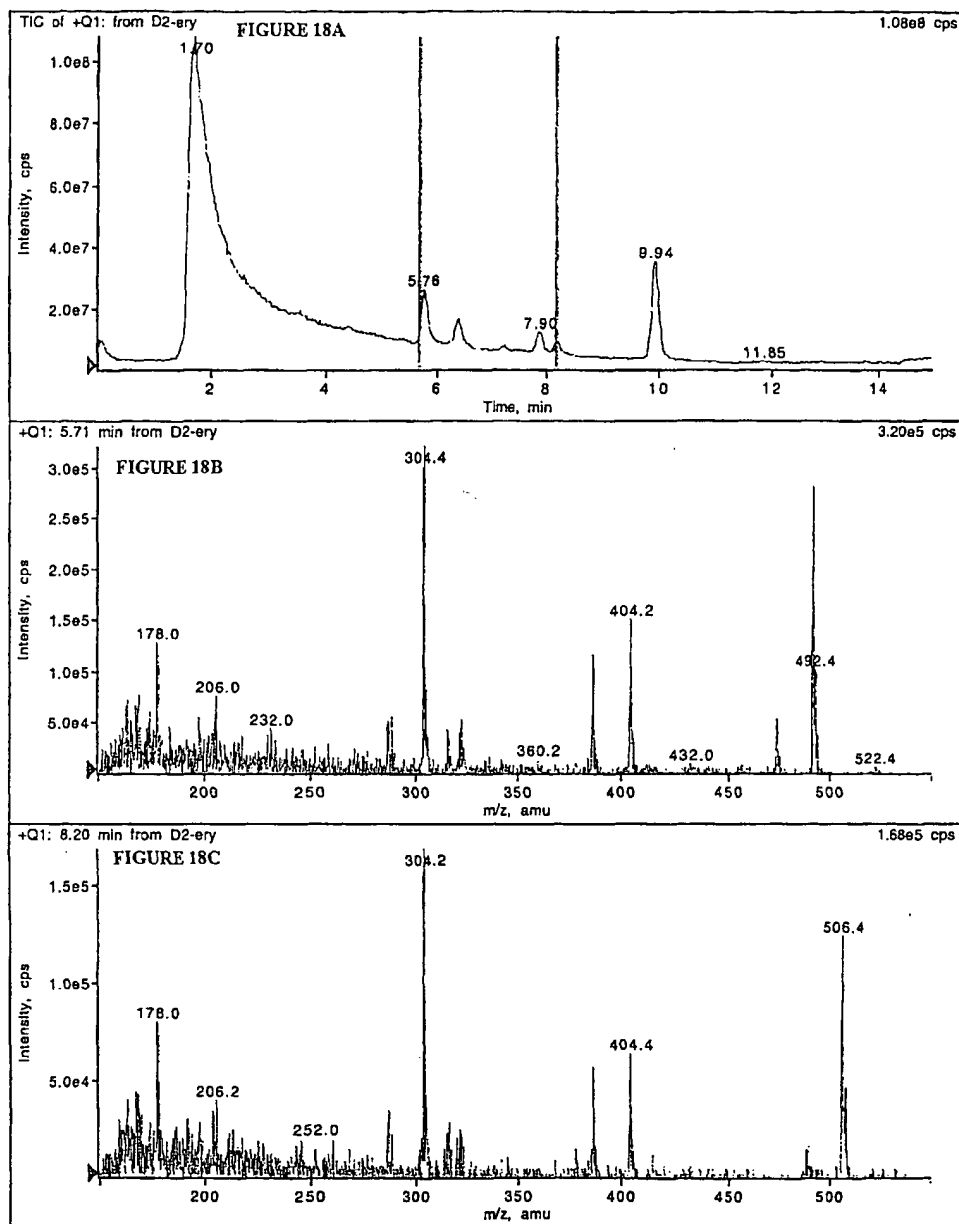 TIC of +Q1: from D2-ery
FIGURE 18A
1.08e8 cps
1.70
1.0e8
8.0e7
6.0e7
4.0e7
2.0e7
Intensity, cps
5.76
7.90
9.94
11.85
2 4 6 8 10 12 14
Time, min
+Q1: 5.71 min from D2-ery
3.20e5 cps
FIGURE 18B
3.0e5
2.5e5
2.0e5
1.5e5
1.0e5
5.0e4
Intensity, cps
304.4
178.0
206.0
232.0
360.2
404.2
432.0
492.4
522.4
200 250 300 350 400 450 500
m/z, amu
+Q1: 8.20 min from D2-ery
1.68e5 cps
FIGURE 18C
1.5e5
1.0e5
5.0e4
Intensity, cps
304.2
178.0
206.2
252.0
404.4
506.4
200 250 300 350 400 450 500
m/z, amu